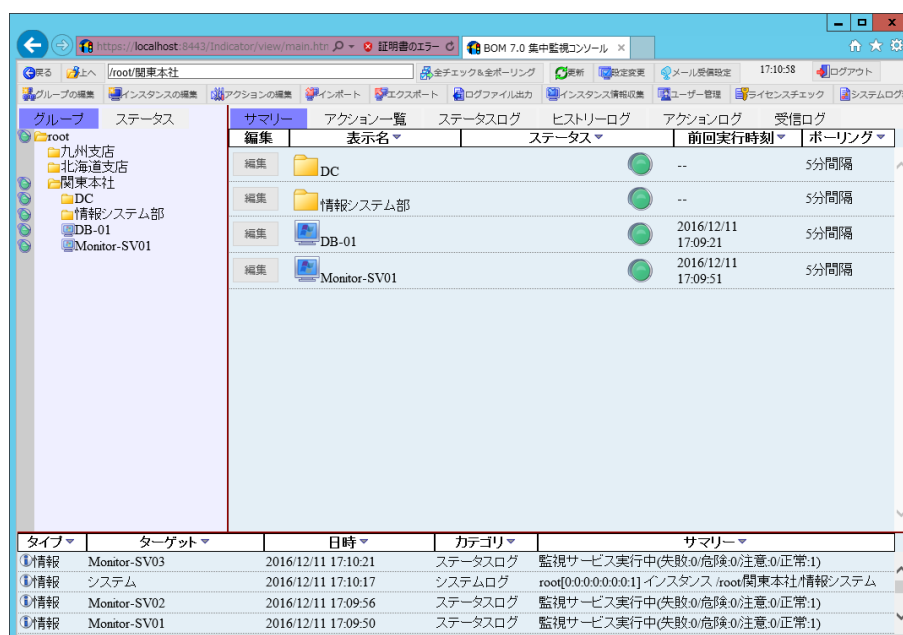 https://localhost:8443/Indicator/view/main.htm 証明書のエラー BOM 7.0 集中監視コンソール
戻る 上へ /root/関東本社 全チェック&全ポーリング 更新 設定変更 メール受信設定 17:10:58 ログアウト
グループの編集 インスタンスの編集 アクションの編集 インポート エクスポート ログファイル出力 インスタンス情報収集 ユーザー管理 ライセンスチェック システムログ
グループ ステータス サマリー アクション一覧 ステータスログ ヒストリーログ アクションログ 受信ログ
root
九州支店
北海道支店
関東本社
DC
情報システム部
DB-01
Monitor-SV01
編集 表示名 ステータス 前回実行時刻 ポーリング
編集 DC -- 5分間隔
編集 情報システム部 -- 5分間隔
編集 DB-01 2016/12/11 17:09:21 5分間隔
編集 Monitor-SV01 2016/12/11 17:09:51 5分間隔
タイプ ターゲット 日時 カテゴリ サマリー
情報 Monitor-SV03 2016/12/11 17:10:21 ステータスログ 監視サービス実行中(失敗:0/危険:0/注意:0/正常:1)
情報 システム 2016/12/11 17:10:17 システムログ root[0:0:0:0:0:0:0:1] インスタンス /root/関東本社/情報システム
情報 Monitor-SV02 2016/12/11 17:09:56 ステータスログ 監視サービス実行中(失敗:0/危険:0/注意:0/正常:1)
情報 Monitor-SV01 2016/12/11 17:09:50 ステータスログ 監視サービス実行中(失敗:0/危険:0/注意:0/正常:1)